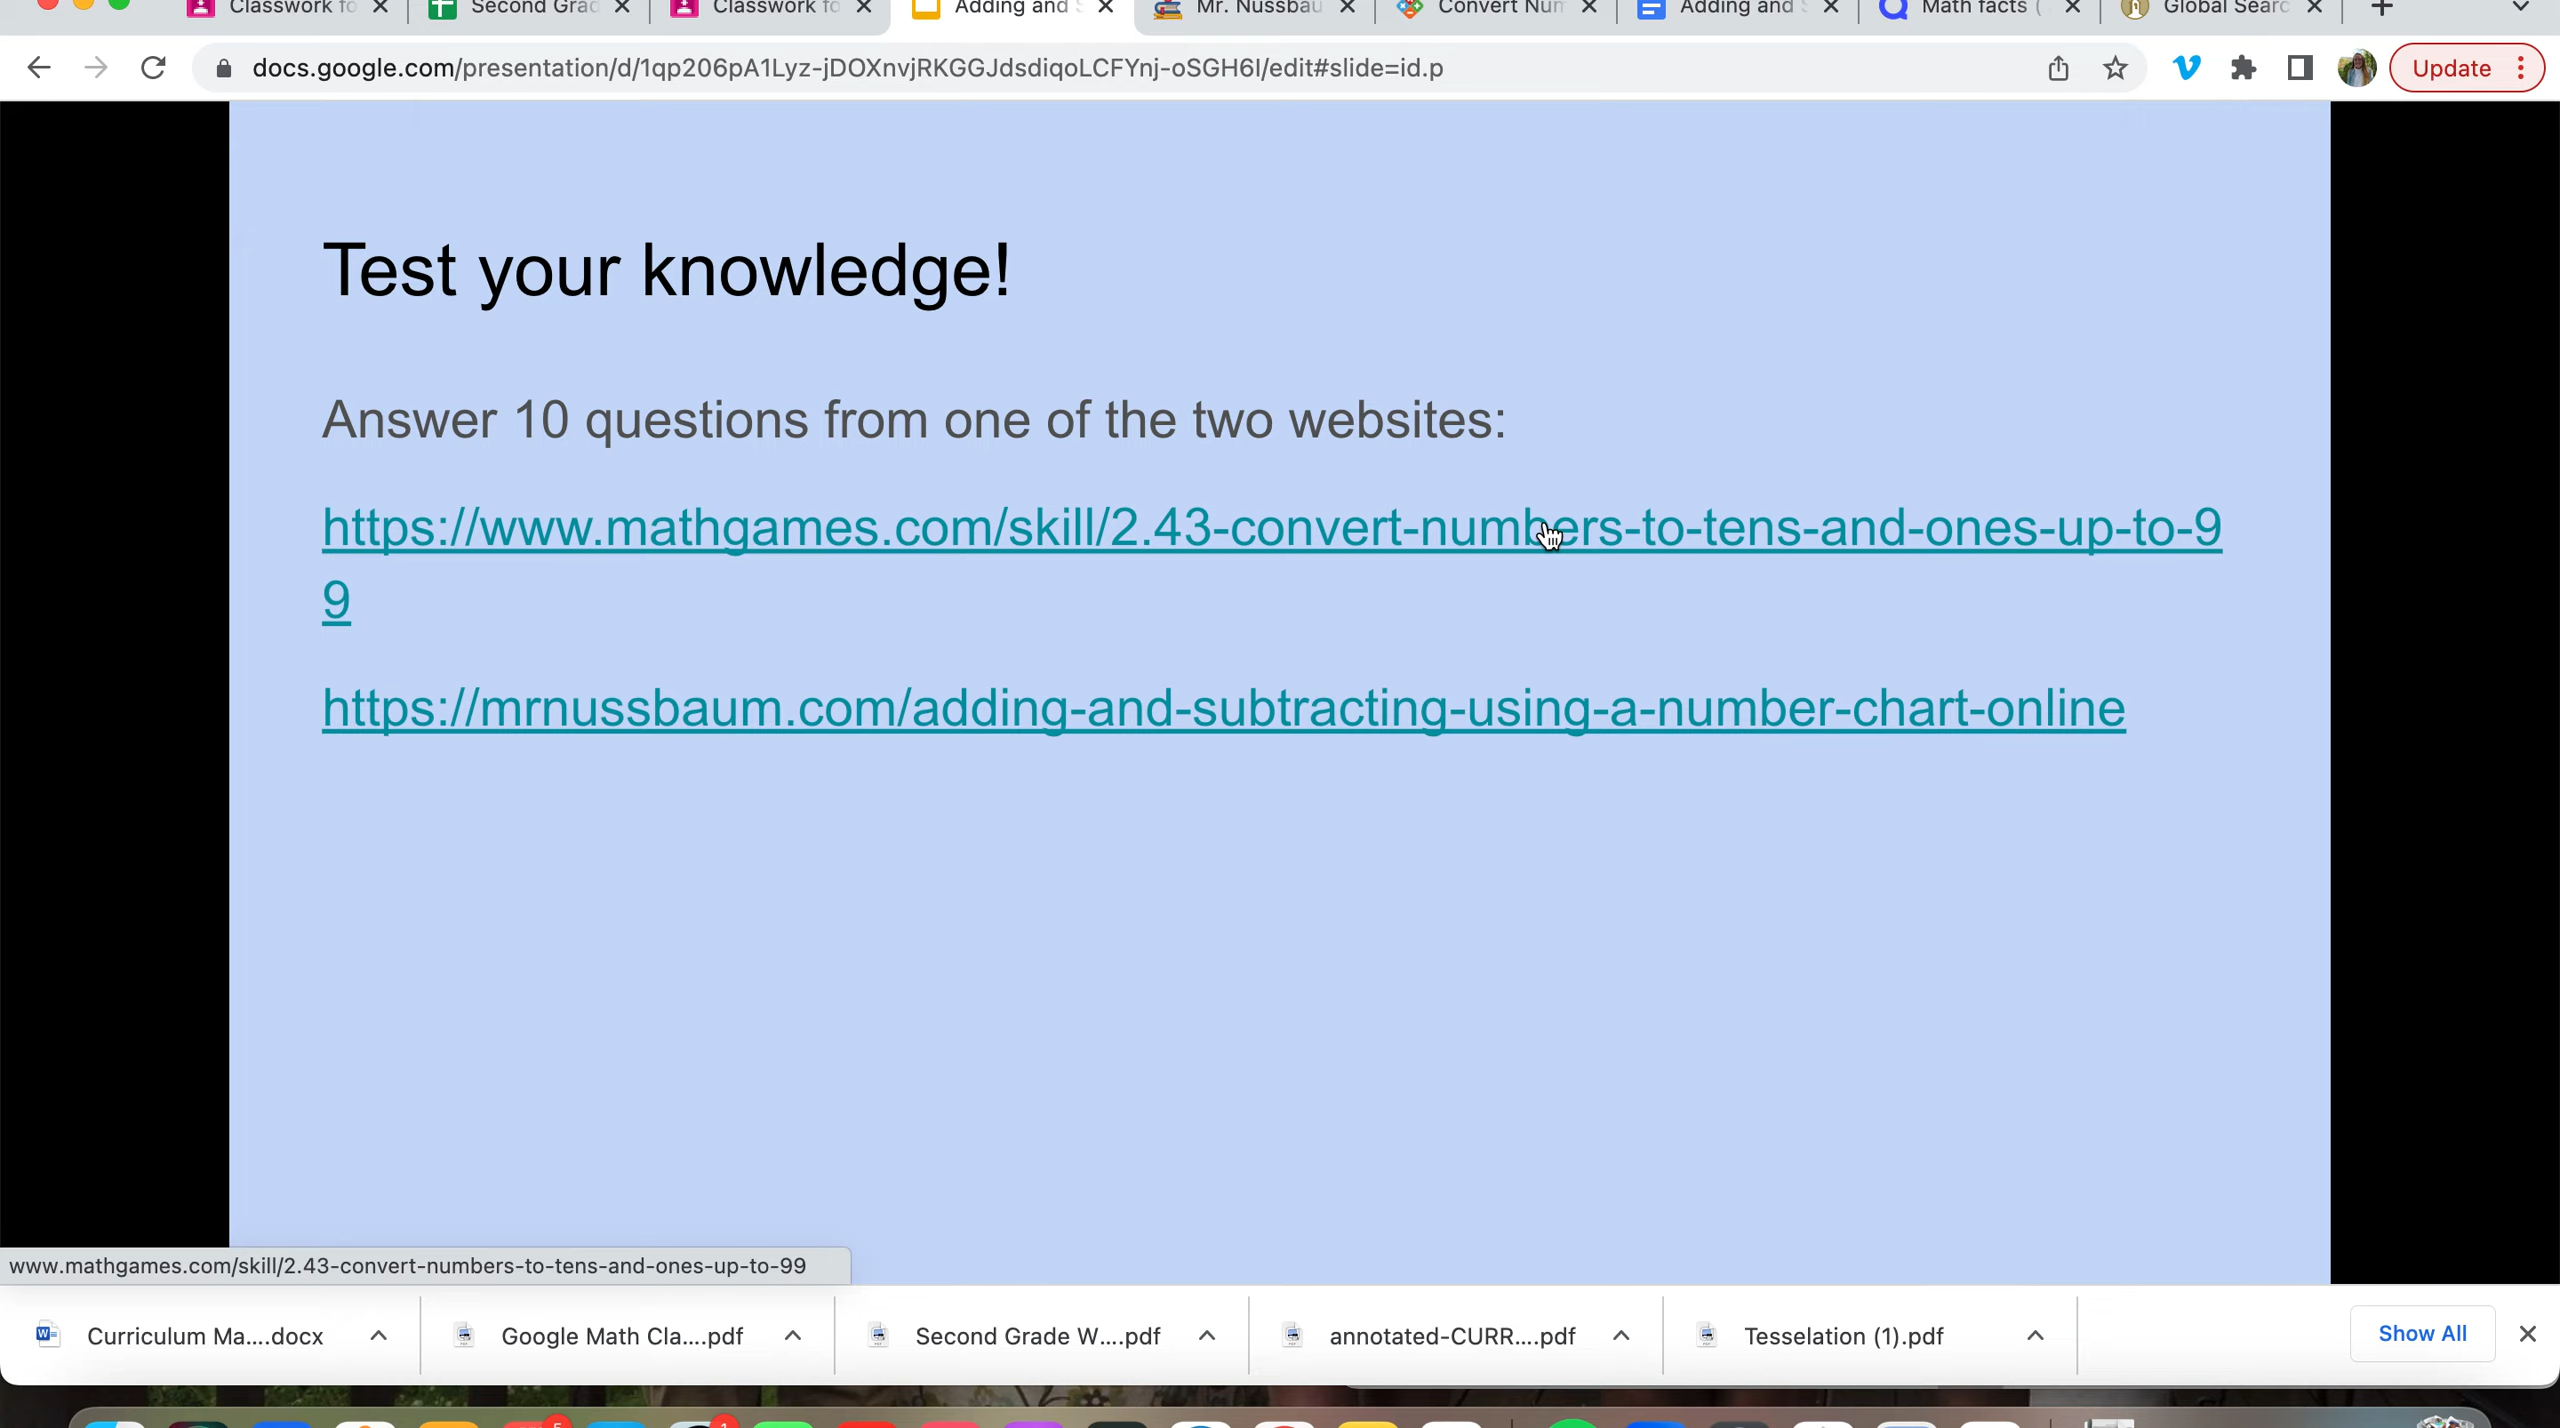 Classwork fo
Second Grad
Classwork fo
Adding and S
Mr. Nussbau
Convert Num
Adding and S
Math facts (
Global Searc
docs.google.com/presentation/d/1qp206pA1Lyz-jDOXnvjRKGGJdsdiqoLCFYnj-oSGH6I/edit#slide=id.p
Update
Test your knowledge!
Answer 10 questions from one of the two websites:
https://www.mathgames.com/skill/2.43-convert-numbers-to-tens-and-ones-up-to-9
9
https://mrnussbaum.com/adding-and-subtracting-using-a-number-chart-online
www.mathgames.com/skill/2.43-convert-numbers-to-tens-and-ones-up-to-99
Curriculum Ma....docx
Google Math Cla....pdf
Second Grade W....pdf
annotated-CURR....pdf
Tesselation (1).pdf
Show All